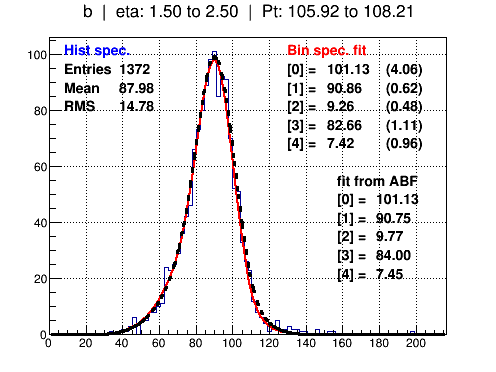 b | eta: 1.50 to 2.50 | Pt: 105.92 to 108.21
Hist spec.
Entries 1372
Mean 87.98
RMS 14.78
Bin spec. fit
[0] = 101.13 (4.06)
[1] = 90.86 (0.62)
[2] = 9.26 (0.48)
[3] = 82.66 (1.11)
[4] = 7.42 (0.96)
fit from ABF
[0] = 101.13
[1] = 90.75
[2] = 9.77
[3] = 84.00
[4] = 7.45
100
80
60
40
20
0
0 20 40 60 80 100 120 140 160 180 200